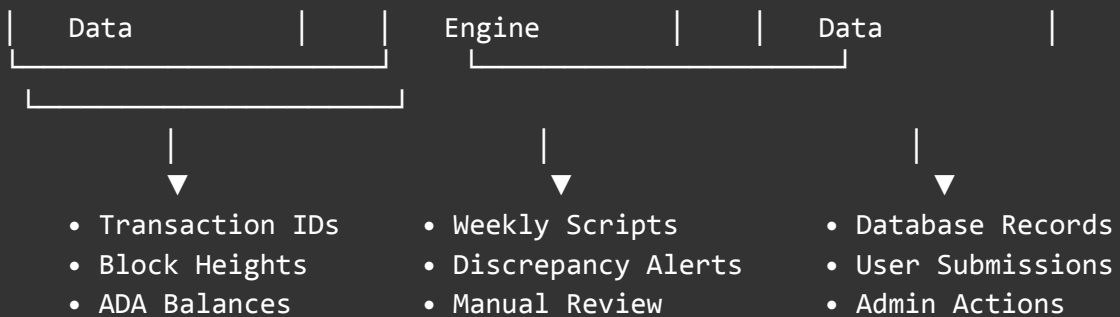 Data Engine Data
• Transaction IDs • Weekly Scripts • Database Records
• Block Heights • Discrepancy Alerts • User Submissions
• ADA Balances • Manual Review • Admin Actions